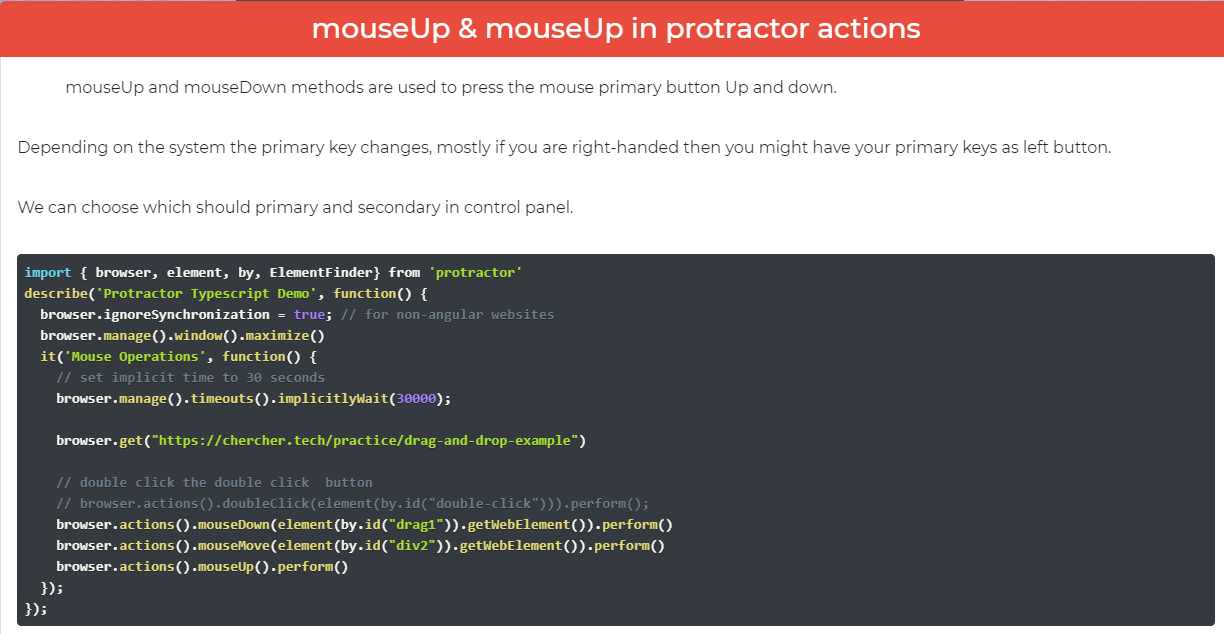 mouseUp & mouseUp in protractor actions
mouseUp and mouseDown methods are used to press the mouse primary button Up and down.
Depending on the system the primary key changes, mostly if you are right-handed then you might have your primary keys as left button.
We can choose which should primary and secondary in control panel.
import { browser, element, by, ElementFinder} from 'protractor'
describe('Protractor Typescript Demo', function() {
  browser.ignoreSynchronization = true; // for non-angular websites
  browser.manage().window().maximize()
  it('Mouse Operations', function() {
    // set implicit time to 30 seconds
    browser.manage().timeouts().implicitlyWait(30000);
    browser.get("https://chercher.tech/practice/drag-and-drop-example")
    // double click the double click  button
    // browser.actions().doubleClick(element(by.id("double-click"))).perform();
    browser.actions().mouseDown(element(by.id("drag1")).getWebElement()).perform()
    browser.actions().mouseMove(element(by.id("div2")).getWebElement()).perform()
    browser.actions().mouseUp().perform()
  });
});